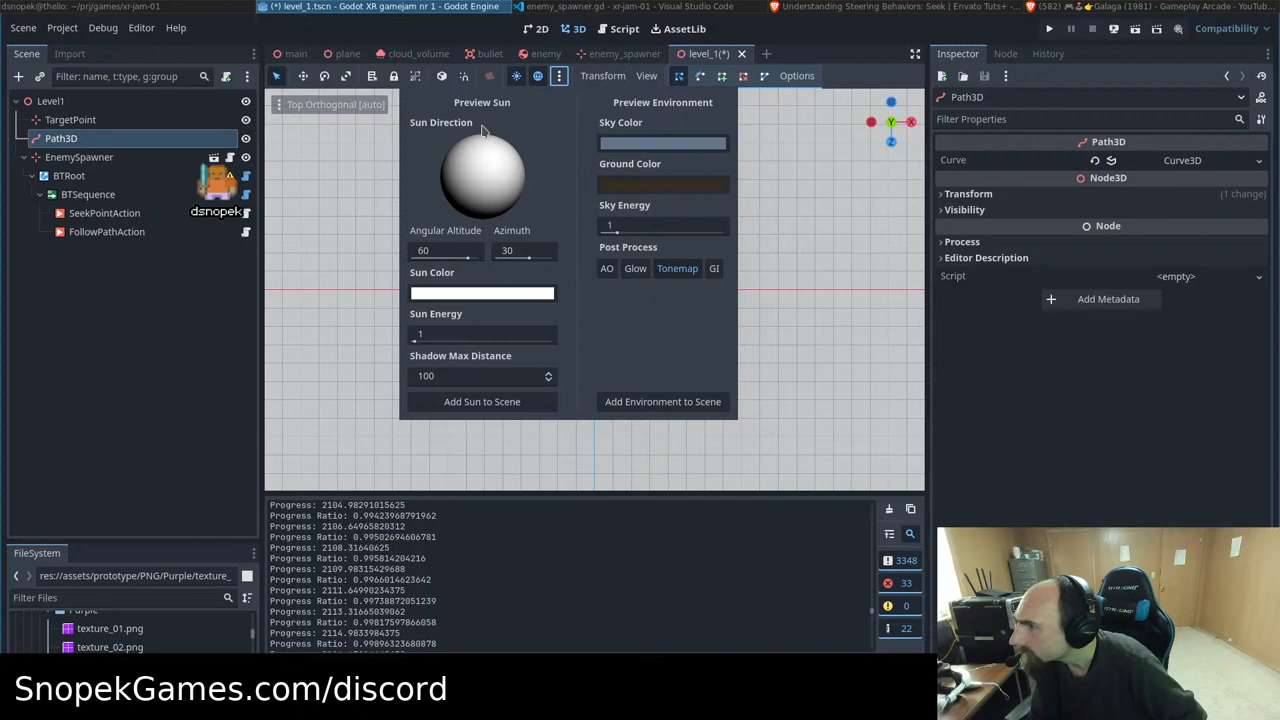 dsnopek@thelio: ~/prj/games/xr-jam-01
(*) level_1.tscn - Godot XR gamejam nr 1 - Godot Engine
enemy_spawner.gd - xr-jam-01 - Visual Studio Code
Understanding Steering Behaviors: Seek | Envato Tuts+ ...
(582) Galaga (1981) - Gameplay Arcade - YouTub...
Scene Project Debug Editor Help
2D 3D Script AssetLib
Compatibility
Scene Import
main plane cloud_volume bullet enemy enemy_spawner level_1(*)
Inspector Node History
Filter: name, t:type, g:group
Transform View Options
Level1
TargetPoint
Path3D
EnemySpawner
BTRoot
BTSequence
SeekPointAction
FollowPathAction
dsnopek
Top Orthogonal [auto]
Y X Z
Preview Sun
Sun Direction
Angular Altitude Azimuth
60 30
Sun Color
Sun Energy
1
Shadow Max Distance
100
Add Sun to Scene
Preview Environment
Sky Color
Ground Color
Sky Energy
1
Post Process
AO Glow Tonemap GI
Add Environment to Scene
Path3D
Filter Properties
Path3D
Curve Curve3D
Node3D
Transform (1 change)
Visibility
Node
Process
Editor Description
Script <empty>
Add Metadata
Progress: 2104.98291015625
Progress Ratio: 0.99423968791962
Progress: 2106.64965820312
Progress Ratio: 0.99502694606781
Progress: 2108.31640625
Progress Ratio: 0.995814204216
Progress: 2109.98315429688
Progress Ratio: 0.9966014623642
Progress: 2111.64990234375
Progress Ratio: 0.99738872051239
Progress: 2113.31665039062
Progress Ratio: 0.99817597866058
Progress: 2114.9833984375
Progress Ratio: 0.99896323680878
3348
33
0
22
FileSystem
res://assets/prototype/PNG/Purple/texture_
Filter Files
Purple
texture_01.png
texture_02.png
SnopekGames.com/discord